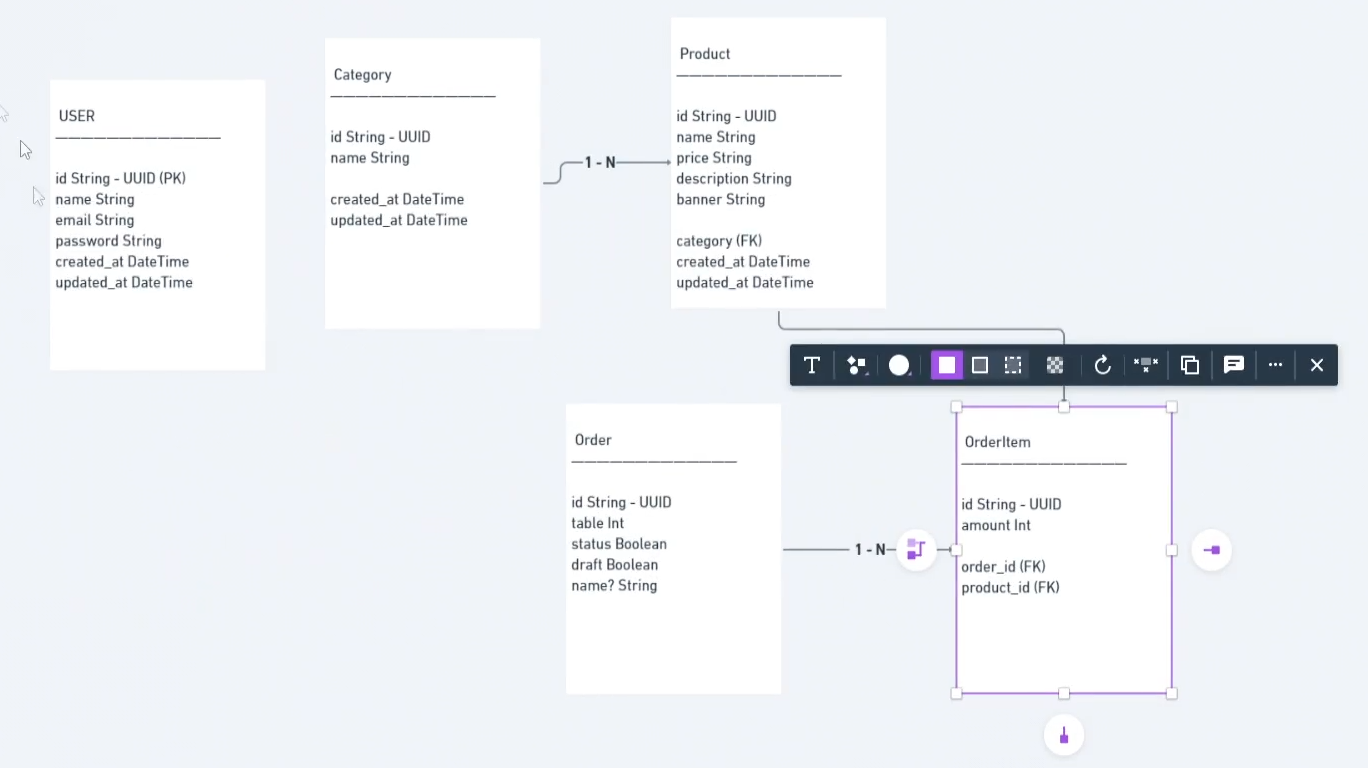 USER
id String - UUID (PK)
name String
email String
password String
created_at DateTime
updated_at DateTime
Category
id String - UUID
name String
created_at DateTime
updated_at DateTime
1 - N
Product
id String - UUID
name String
price String
description String
banner String
category (FK)
created_at DateTime
updated_at DateTime
T
Order
id String - UUID
table Int
status Boolean
draft Boolean
name? String
1 - N
OrderItem
id String - UUID
amount Int
order_id (FK)
product_id (FK)